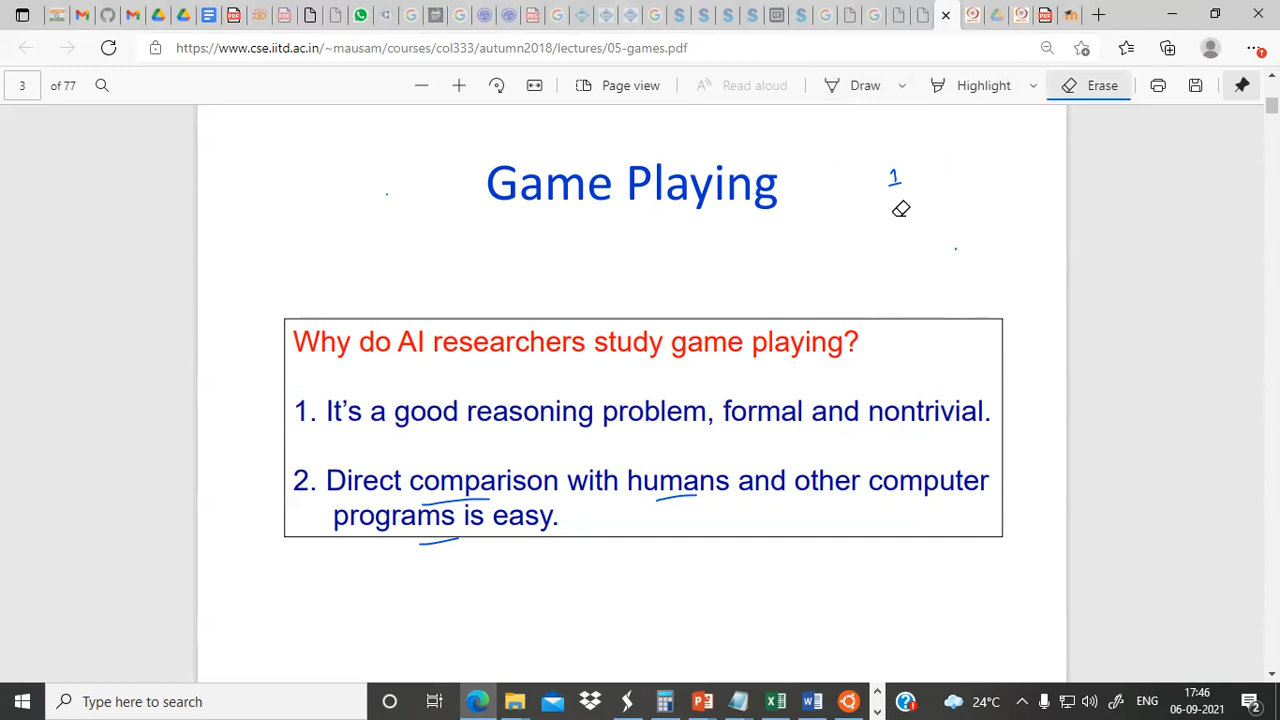 https://www.cse.iitd.ac.in/~mausam/courses/col333/autumn2018/lectures/05-games.pdf
3 of 77
Page view
Read aloud
Draw
Highlight
Erase
Game Playing
1
Why do AI researchers study game playing?
1. It's a good reasoning problem, formal and nontrivial.
2. Direct comparison with humans and other computer
programs is easy.
Type here to search
24°C
ENG
17:46
06-09-2021
2